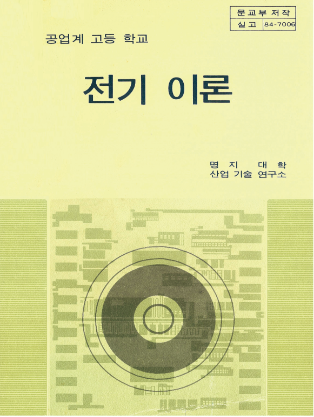 문교부 저작
실고 84-7006
공업계 고등 학교
전기 이론
명지 대학
산업 기술 연구소